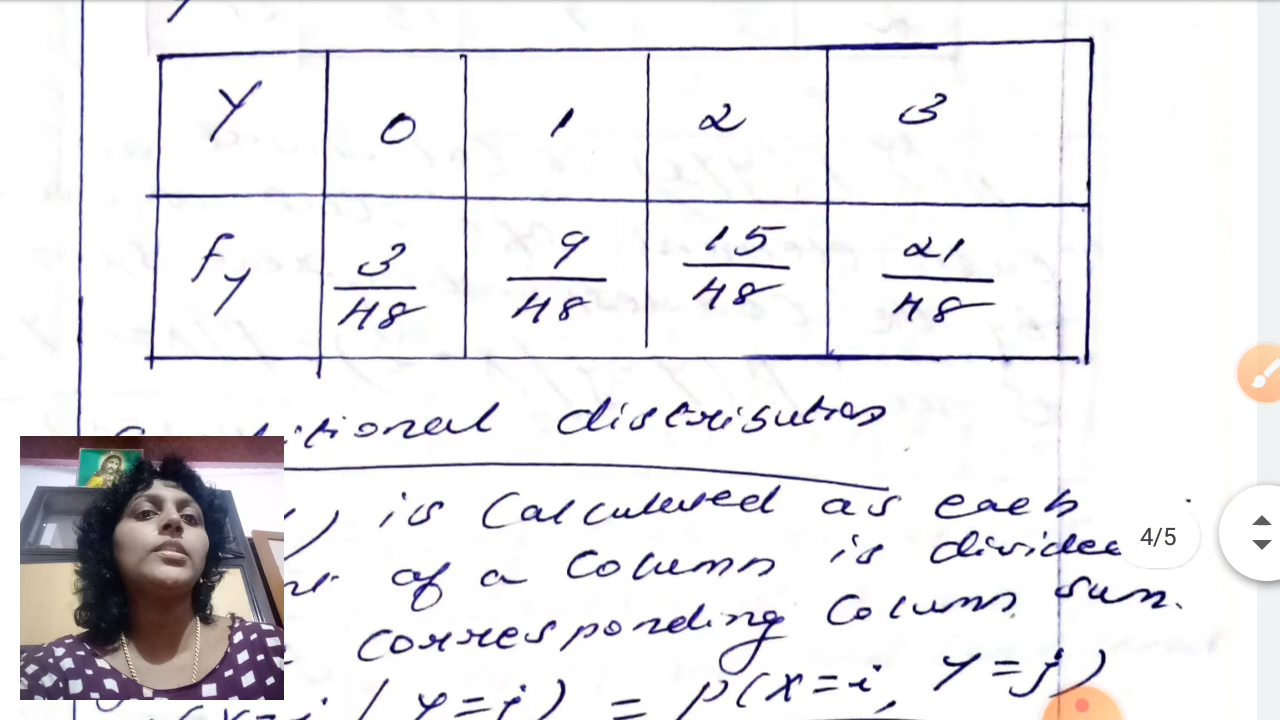 Y 0 1 2 3
fy 3/48 9/48 15/48 21/48
distribution
) is Calculated as each
of a Column is divided
4/5
corresponding Column sum.
Y=j) = P(X=i, Y=j)